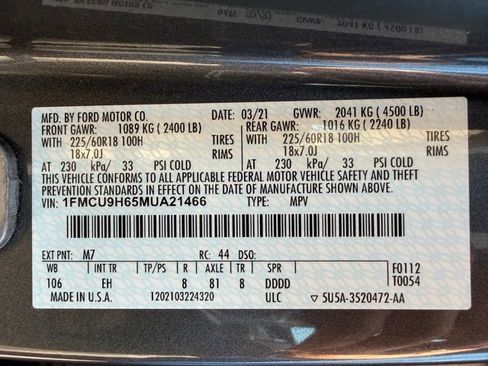 MFD. BY FORD MOTOR CO. 03/21 GVWR: 2041 KG ( 4500 LB)
FRONT GAWR: 1089 KG ( 2400 LB) REAR GAWR: 1016 KG ( 2240 LB)
WITH 225/60R18 100H TIRES WITH 225/60R18 100H TIRES
18x7.0J RIMS 18x7.0J RIMS
AT 230 kPa/ 33 PSI COLD AT 230 kPa/ 33 PSI COLD
THIS VEHICLE CONFORMS TO ALL APPLICABLE FEDERAL MOTOR VEHICLE SAFETY AND THEFT PREVENTION STANDARDS IN EFFECT ON THE DATE OF MANUFACTURE SHOWN ABOVE.
VIN: 1FMCU9H65MUA21466 TYPE: MPV
EXT PNT: M7 RC: 44 DSO:
WB INT TR TP/PS R AXLE TR SPR F0112
106 EH 8 81 8 DDDD T0054
MADE IN U.S.A. 1202103224320 ULC 5U5A-3520472-AA